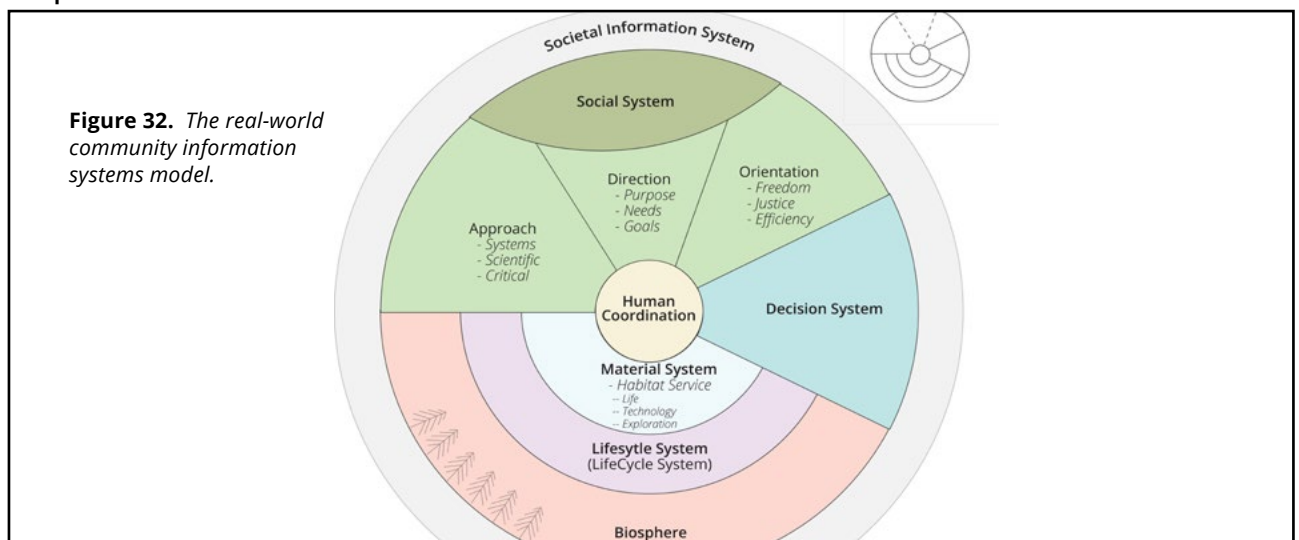 Societal Information System
Figure 32. The real-world
community information
systems model.
Social System
Direction
- Purpose
- Needs
- Goals
Orientation
- Freedom
- Justice
- Efficiency
Approach
- Systems
- Scientific
- Critical
Human
Coordination
Decision System
Material System
- Habitat Service
-- Life
-- Technology
-- Exploration
Lifesytle System
(LifeCycle System)
Biosphere